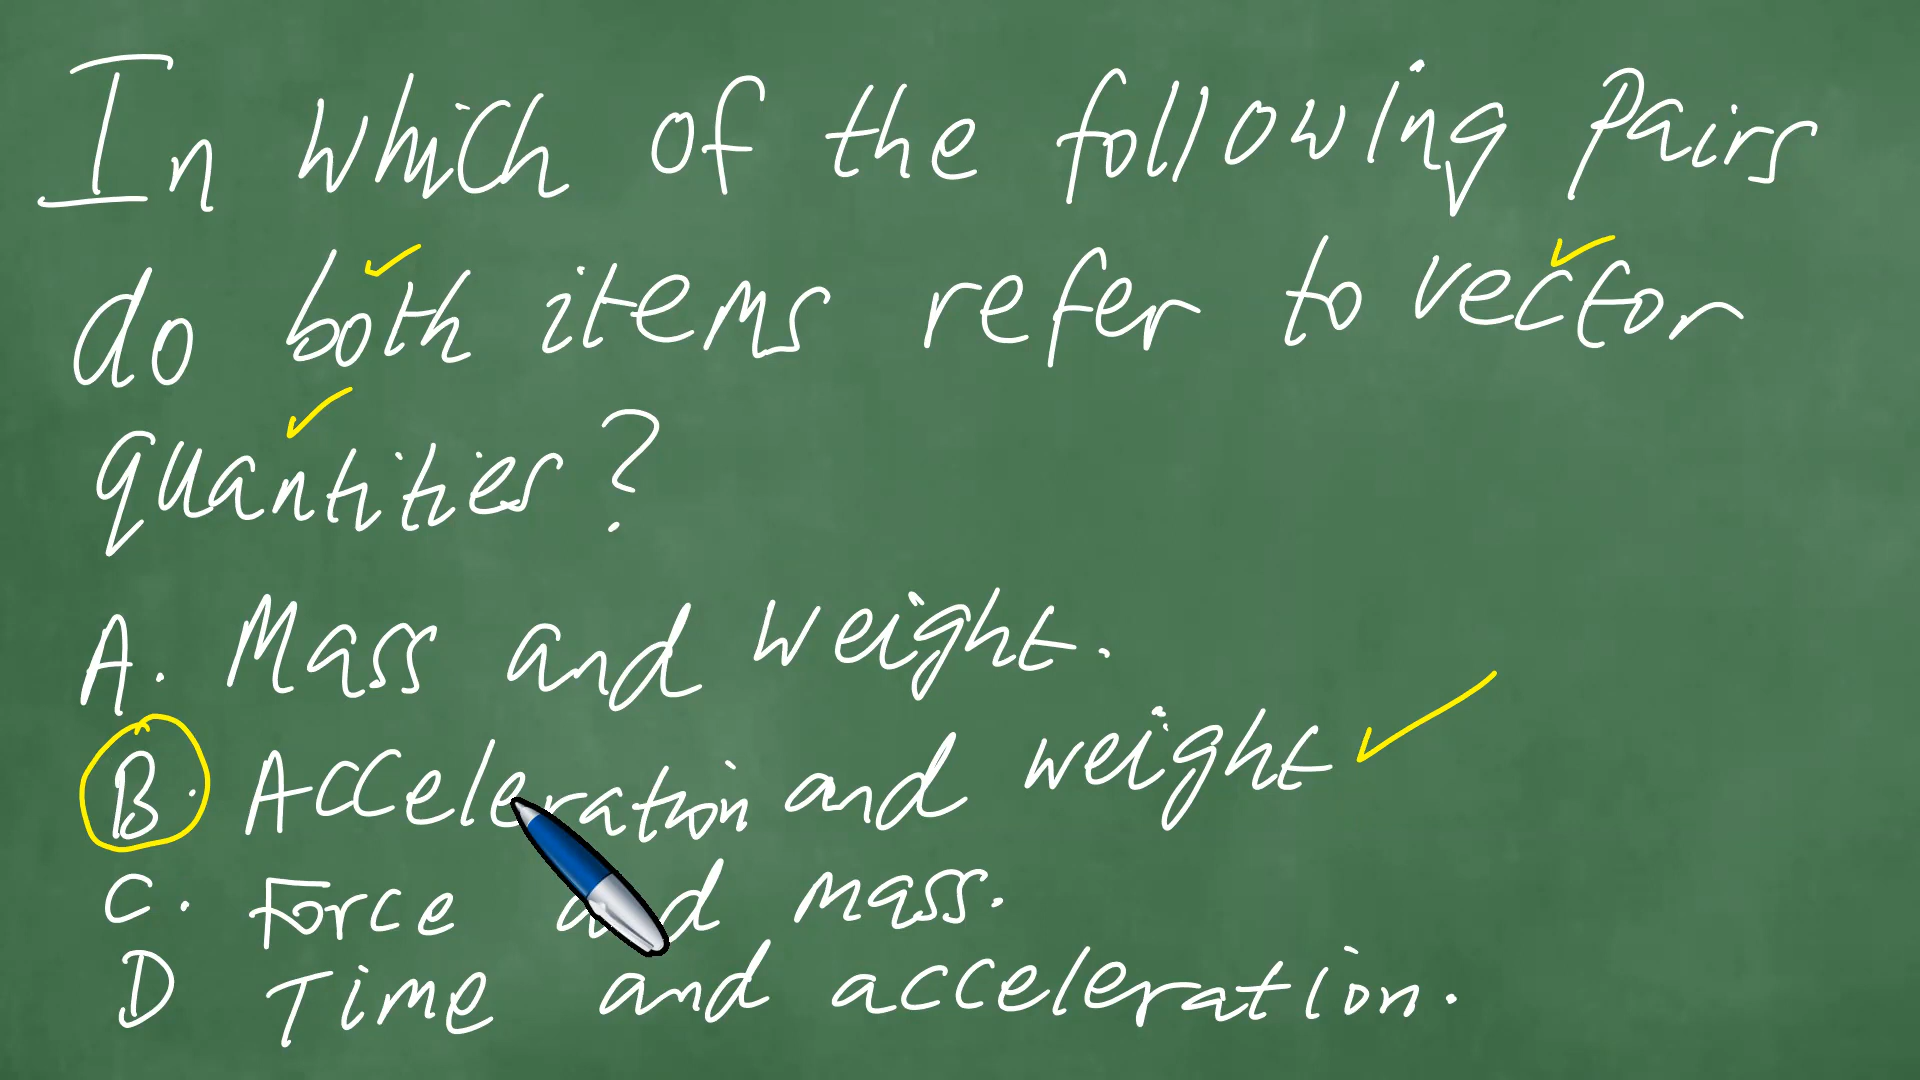 In which of the following pairs
do both items refer to vector
quantities?
A. Mass and weight.
B. Acceleration and weight
C. Force and mass.
D Time and acceleration.